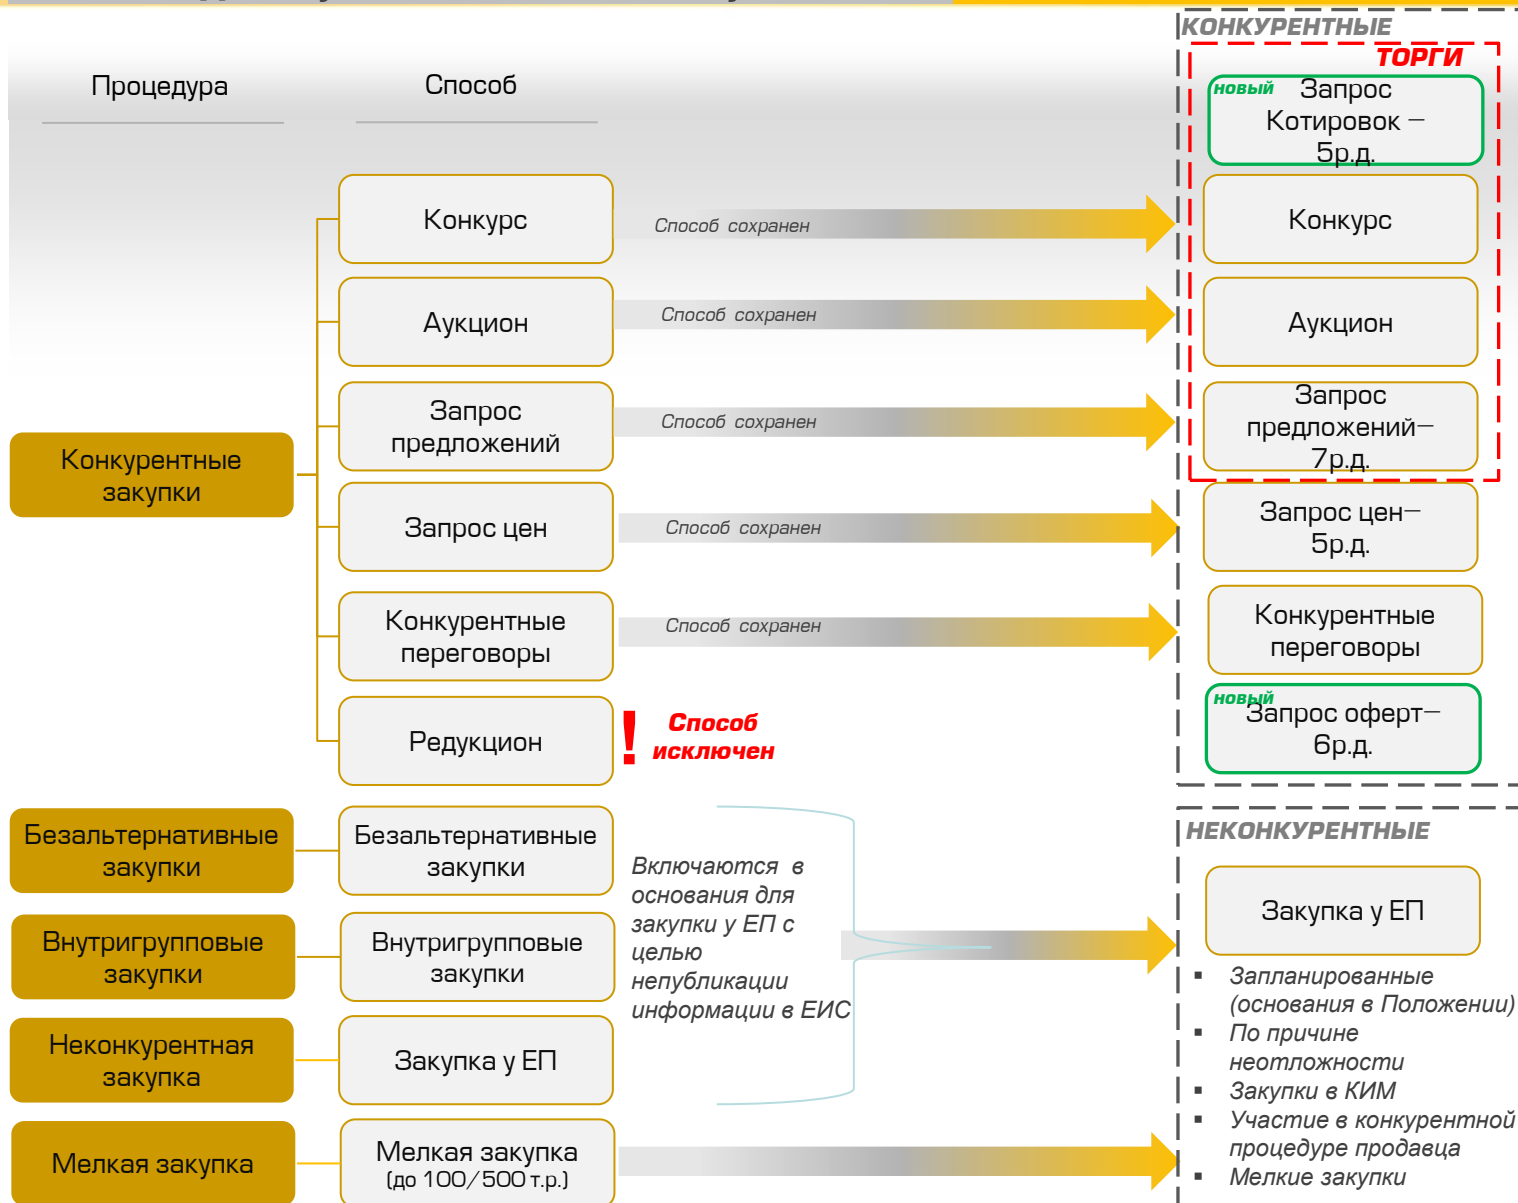 КОНКУРЕНТНЫЕ
ТОРГИ
Процедура
Способ
новый
Запрос
Котировок –
5р.д.
Конкурс
Способ сохранен
Конкурс
Аукцион
Способ сохранен
Аукцион
Запрос
предложений
Способ сохранен
Запрос
предложений–
7р.д.
Конкурентные
закупки
Запрос цен
Способ сохранен
Запрос цен–
5р.д.
Конкурентные
переговоры
Способ сохранен
Конкурентные
переговоры
Редукцион
!
Способ
исключен
новый
Запрос оферт–
6р.д.
Безальтернативные
закупки
Безальтернативные
закупки
Внутригрупповые
закупки
Внутригрупповые
закупки
Неконкурентная
закупка
Закупка у ЕП
Включаются в
основания для
закупки у ЕП с
целью
непубликации
информации в ЕИС
Мелкая закупка
Мелкая закупка
(до 100/500 т.р.)
НЕКОНКУРЕНТНЫЕ
Закупка у ЕП
▪ Запланированные
(основания в Положении)
▪ По причине
неотложности
▪ Закупки в КИМ
▪ Участие в конкурентной
процедуре продавца
▪ Мелкие закупки